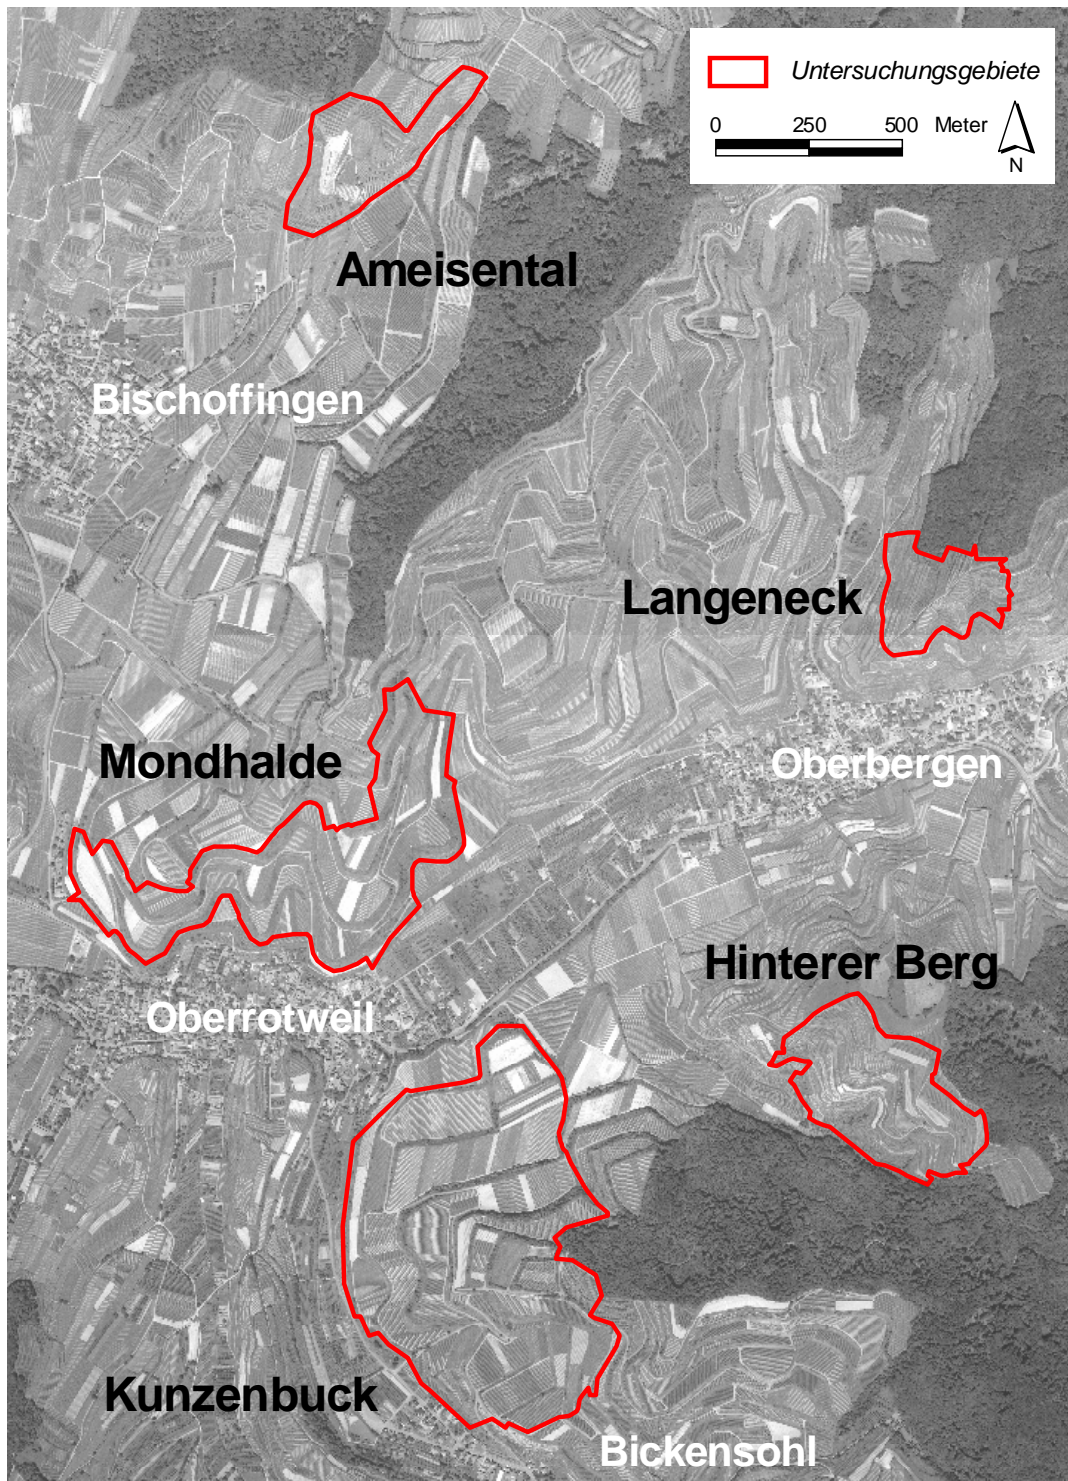 Untersuchungsgebiete
0 250 500 Meter
N
Ameisental
Bischoffingen
Langeneck
Mondhalde
Oberbergen
Hinterer Berg
Oberrotweil
Kunzenbuck
Bickensohl